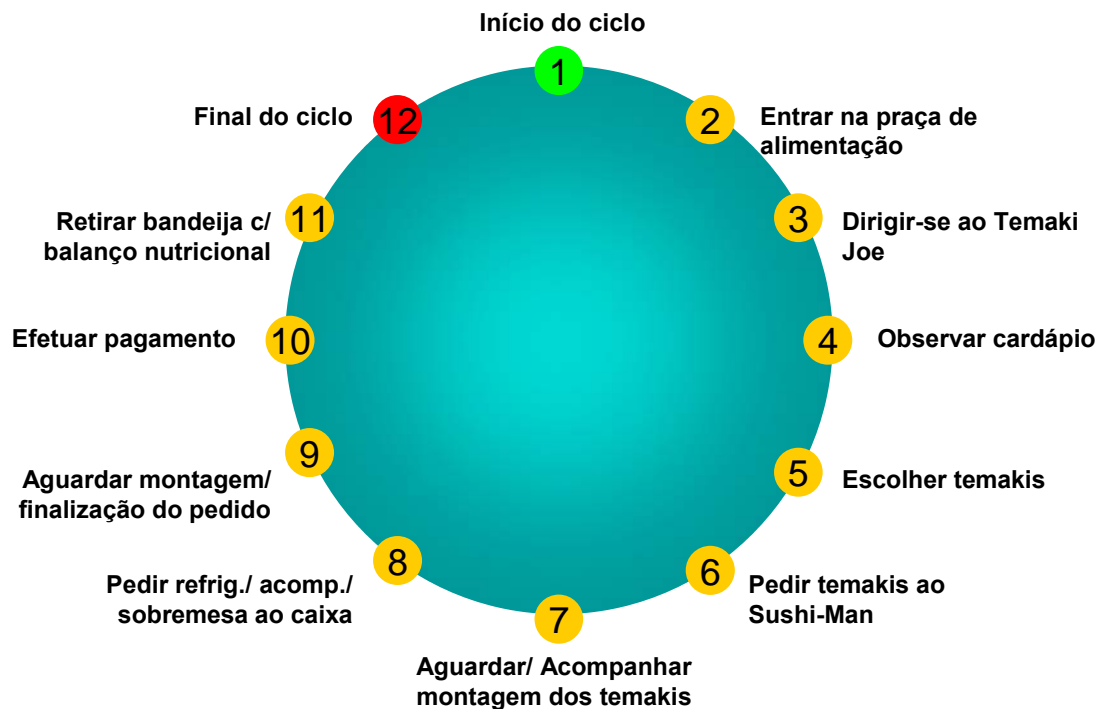 Início do ciclo
1
2
Entrar na praça de
alimentação
3
Dirigir-se ao Temaki
Joe
4
Observar cardápio
5
Escolher temakis
6
Pedir temakis ao
Sushi-Man
7
Aguardar/ Acompanhar
montagem dos temakis
8
Pedir refrig./ acomp./
sobremesa ao caixa
9
Aguardar montagem/
finalização do pedido
10
Efetuar pagamento
11
Retirar bandeija c/
balanço nutricional
12
Final do ciclo